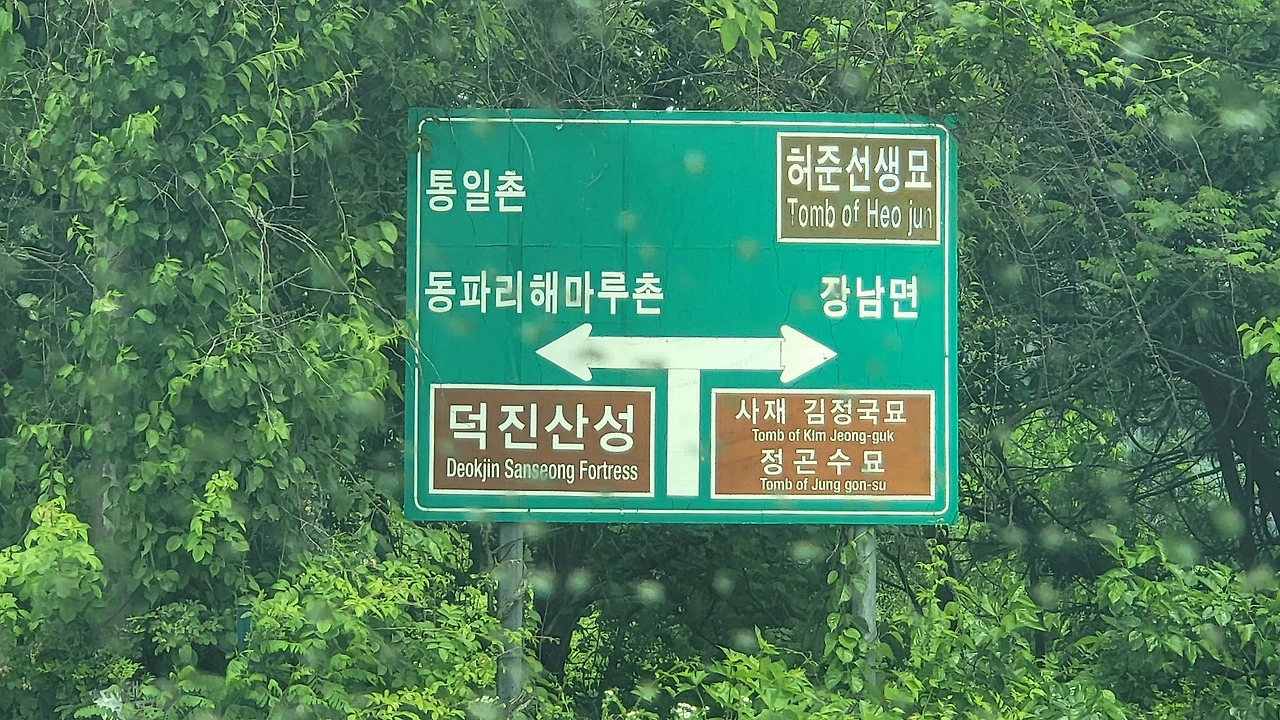 통일촌
허준선생묘
Tomb of Heo jun
동파리해마루촌
장남면
덕진산성
Deokjin Sanseong Fortress
사재 김정국묘
Tomb of Kim Jeong-guk
정곤수묘
Tomb of Jung gon-su